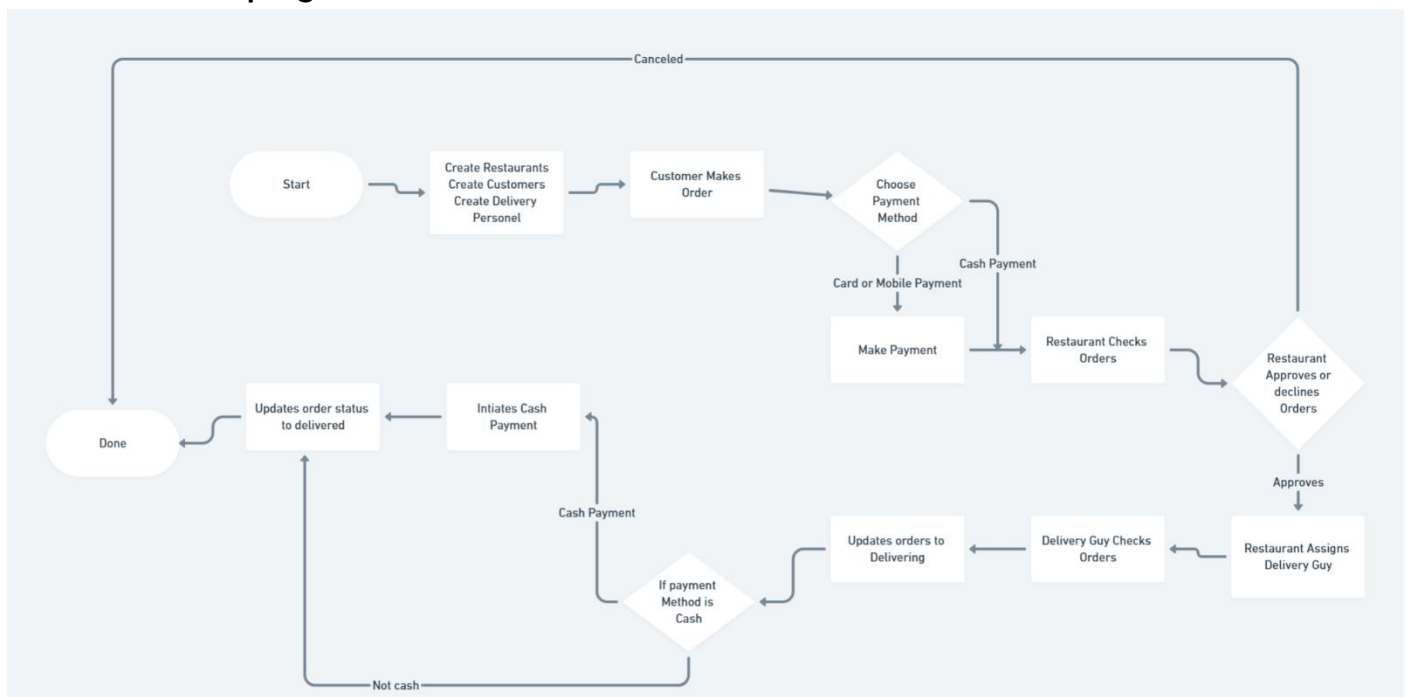 Canceled
Start
Create Restaurants
Create Customers
Create Delivery
Personel
Customer Makes
Order
Choose
Payment
Method
Cash Payment
Card or Mobile Payment
Make Payment
Restaurant Checks
Orders
Restaurant
Approves or
declines
Orders
Approves
Restaurant Assigns
Delivery Guy
Delivery Guy Checks
Orders
Updates orders to
Delivering
If payment
Method is
Cash
Cash Payment
Not cash
Intiates Cash
Payment
Updates order status
to delivered
Done